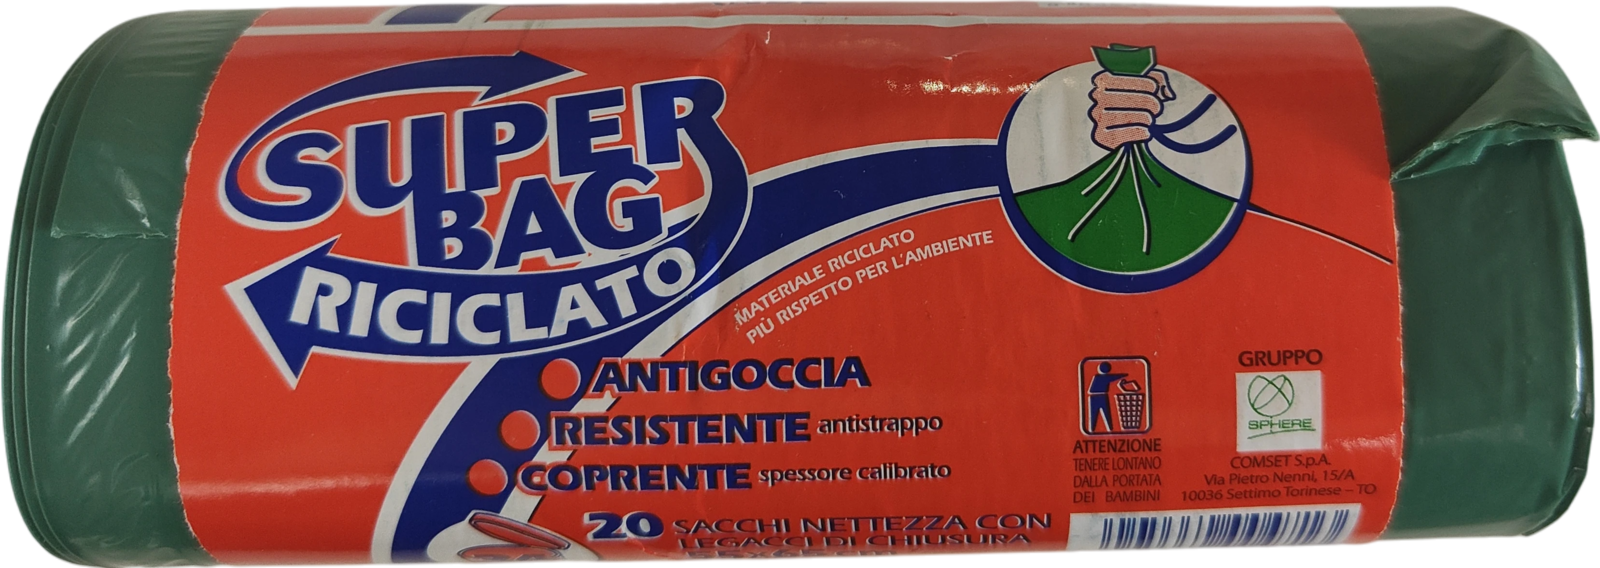 SUPER
BAG
RICICLATO
MATERIALE RICICLATO
PIÙ RISPETTO PER L'AMBIENTE
ANTIGOCCIA
RESISTENTE antistrappo
COPRENTE spessore calibrato
20 SACCHI NETTEZZA CON
LEGACCI DI CHIUSURA
ATTENZIONE
TENERE LONTANO
DALLA PORTATA
DEI BAMBINI
GRUPPO
SPHERE
COMSET S.p.A.
Via Pietro Nenni, 15/A
10036 Settimo Torinese – TO